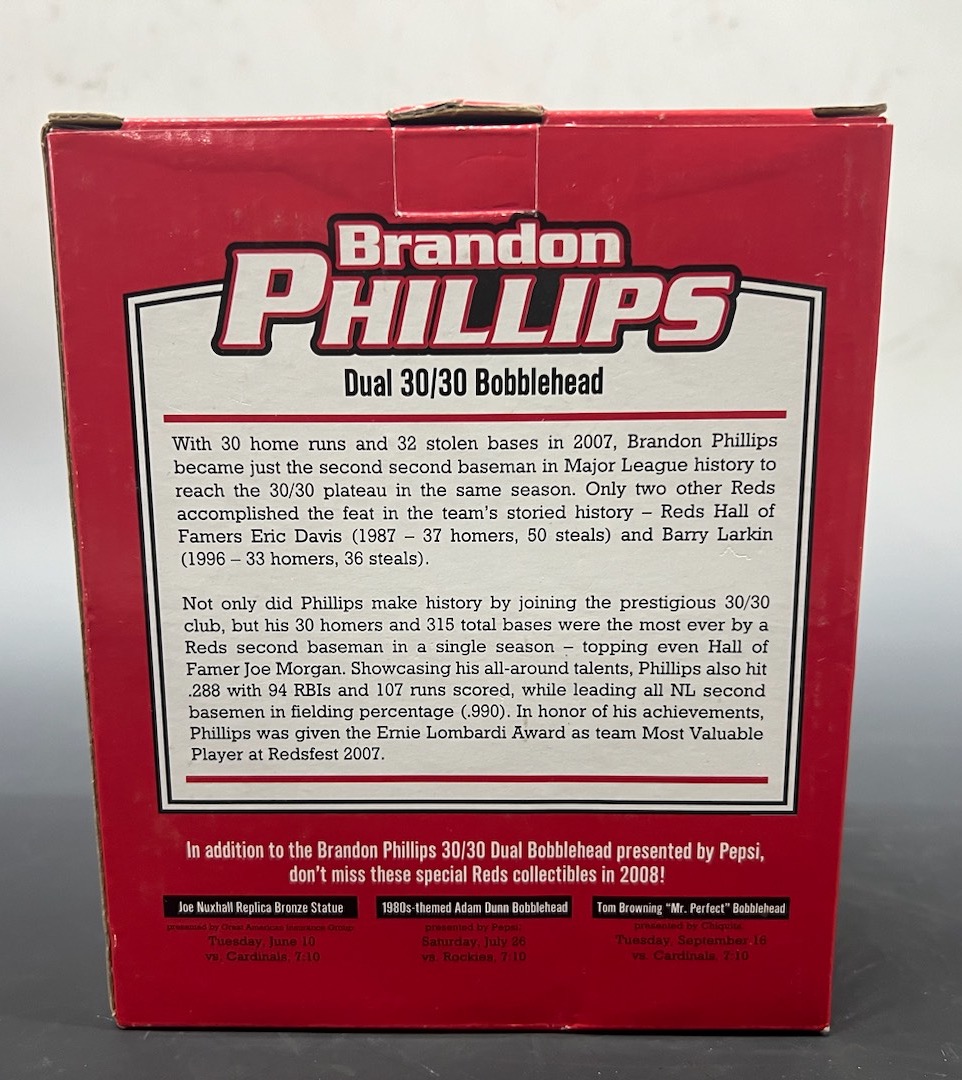 Brandon
PHILLIPS
Dual 30/30 Bobblehead
With 30 home runs and 32 stolen bases in 2007, Brandon Phillips
became just the second second baseman in Major League history to
reach the 30/30 plateau in the same season. Only two other Reds
accomplished the feat in the team's storied history – Reds Hall of
Famers Eric Davis (1987 – 37 homers, 50 steals) and Barry Larkin
(1996 – 33 homers, 36 steals).
Not only did Phillips make history by joining the prestigious 30/30
club, but his 30 homers and 315 total bases were the most ever by a
Reds second baseman in a single season – topping even Hall of
Famer Joe Morgan. Showcasing his all-around talents, Phillips also hit
.288 with 94 RBIs and 107 runs scored, while leading all NL second
basemen in fielding percentage (.990). In honor of his achievements,
Phillips was given the Ernie Lombardi Award as team Most Valuable
Player at Redsfest 2007.
In addition to the Brandon Phillips 30/30 Dual Bobblehead presented by Pepsi,
don't miss these special Reds collectibles in 2008!
Joe Nuxhall Replica Bronze Statue
presented by Great American Insurance Group
Tuesday, June 10
vs. Cardinals, 7:10
1980s-themed Adam Dunn Bobblehead
presented by Pepsi
Saturday, July 26
vs. Rockies, 7:10
Tom Browning "Mr. Perfect" Bobblehead
presented by Chiquita
Tuesday, September 16
vs. Cardinals, 7:10